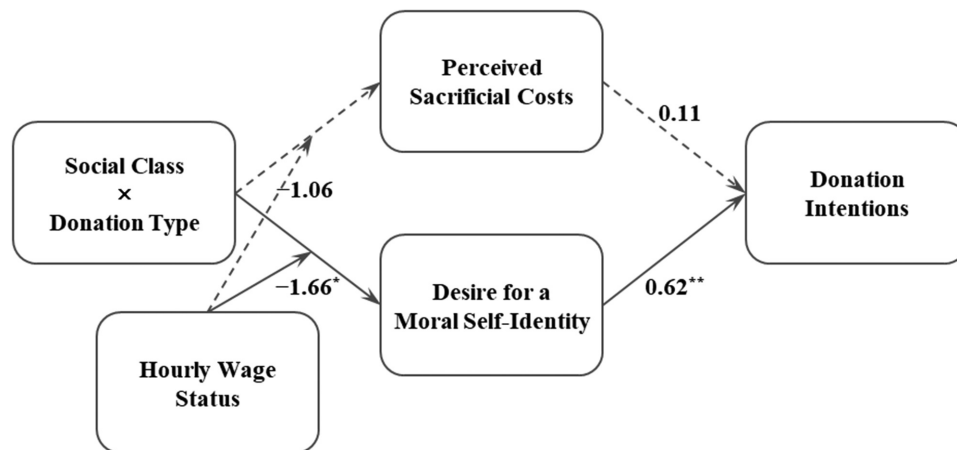 Perceived
Sacrificial Costs
0.11
Social Class
×
Donation Type
Donation
Intentions
−1.06
−1.66*
Desire for a
Moral Self-Identity
0.62**
Hourly Wage
Status